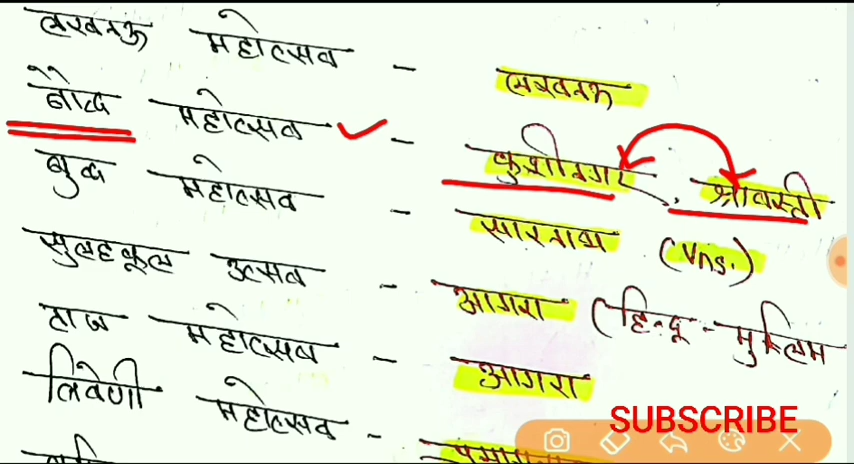 लखनऊ महोत्सव - लखनऊ
बौद्ध महोत्सव - कुशीनगर, श्रावस्ती
बुद्ध महोत्सव - सारनाथ (Vns.)
सुलहकुल उत्सव - आगरा (हिन्दू-मुस्लिम
ताज महोत्सव - आगरा
त्रिवेणी महोत्सव -
SUBSCRIBE